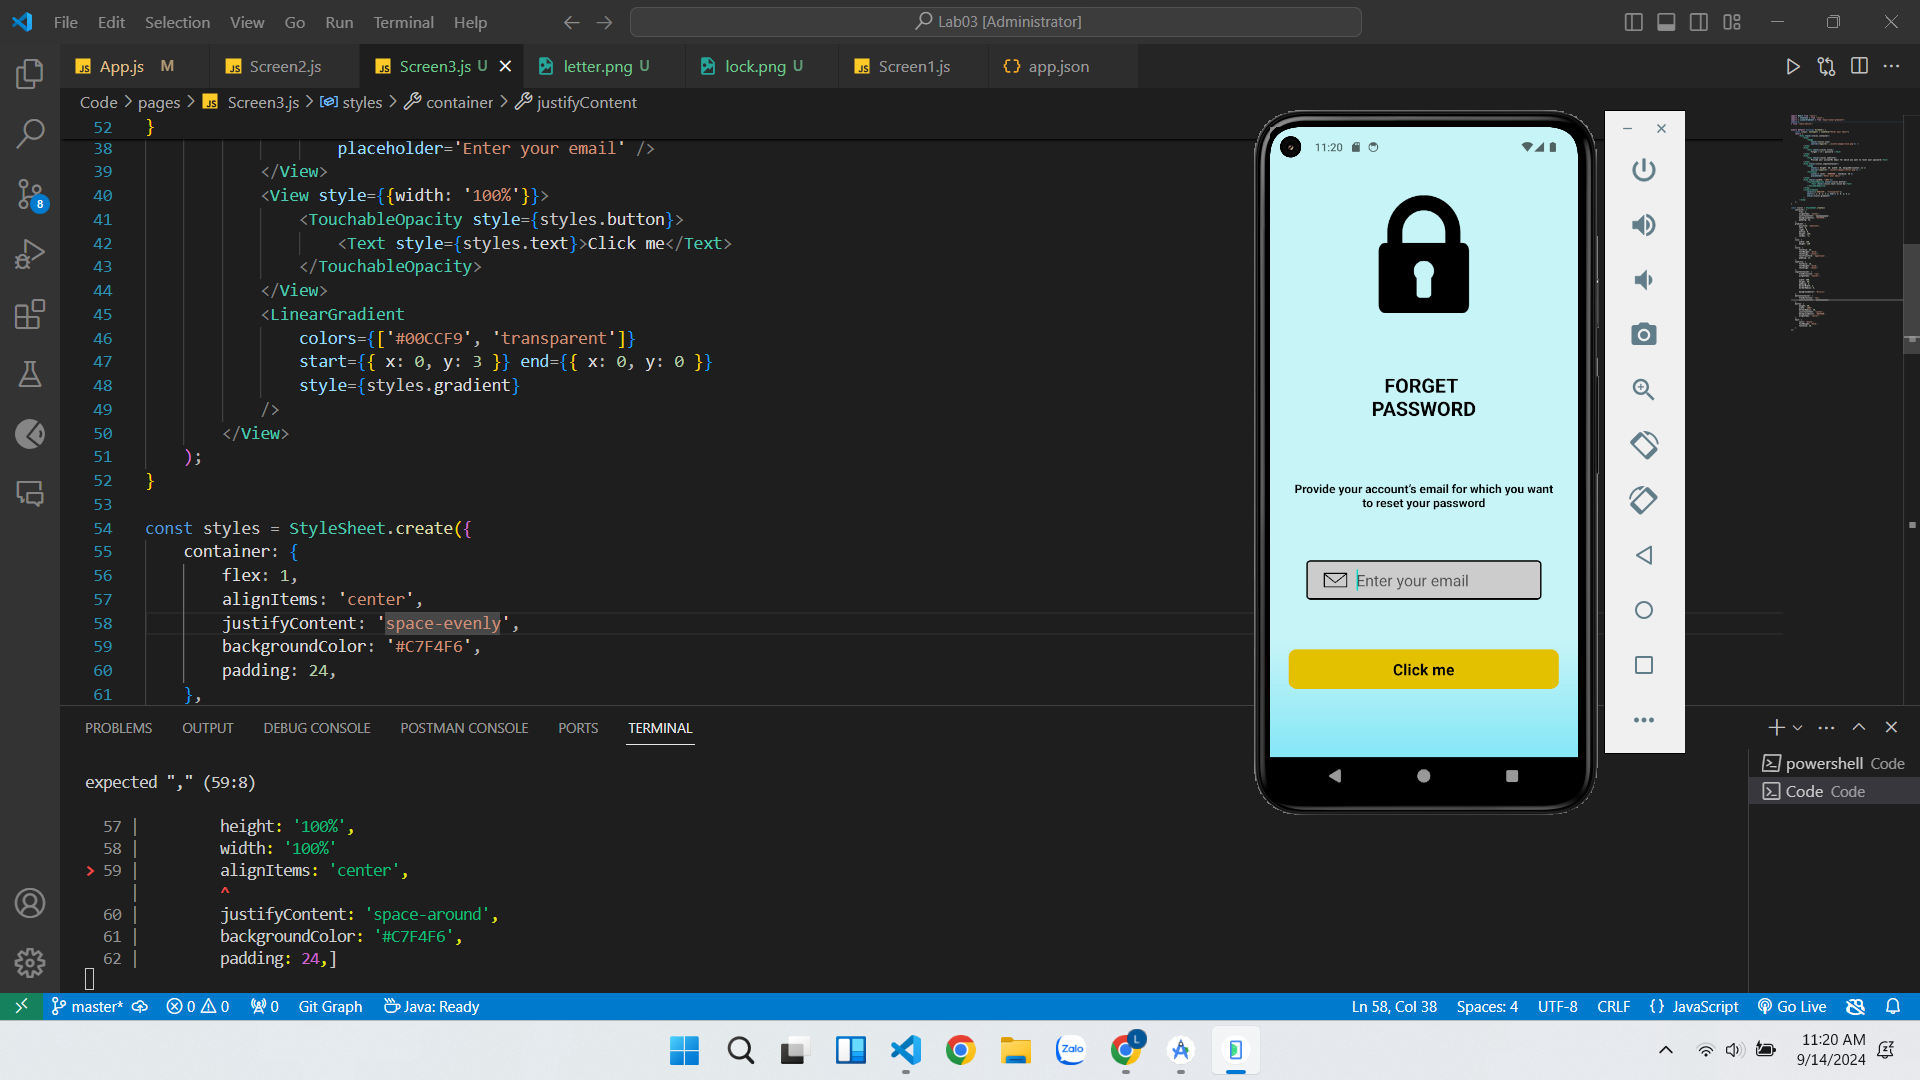 File Edit Selection View Go Run Terminal Help
Lab03 [Administrator]
JS App.js M
JS Screen2.js
JS Screen3.js U
letter.png U
lock.png U
JS Screen1.js
{} app.json
Code > pages > JS Screen3.js > styles > container > justifyContent
52 }
38 placeholder='Enter your email' />
39 </View>
40 <View style={{width: '100%'}}>
41 <TouchableOpacity style={styles.button}>
42 <Text style={styles.text}>Click me</Text>
43 </TouchableOpacity>
44 </View>
45 <LinearGradient
46 colors={['#00CCF9', 'transparent']}
47 start={{ x: 0, y: 3 }} end={{ x: 0, y: 0 }}
48 style={styles.gradient}
49 />
50 </View>
51 );
52 }
53
54 const styles = StyleSheet.create({
55 container: {
56 flex: 1,
57 alignItems: 'center',
58 justifyContent: 'space-evenly',
59 backgroundColor: '#C7F4F6',
60 padding: 24,
61 },
11:20
FORGET
PASSWORD
Provide your account's email for which you want
to reset your password
Enter your email
Click me
PROBLEMS OUTPUT DEBUG CONSOLE POSTMAN CONSOLE PORTS TERMINAL
expected "," (59:8)
57 | height: '100%',
58 | width: '100%'
> 59 | alignItems: 'center',
| ^
60 | justifyContent: 'space-around',
61 | backgroundColor: '#C7F4F6',
62 | padding: 24,]
powershell Code
Code Code
8
master* 0 0 0 Git Graph Java: Ready
Ln 58, Col 38 Spaces: 4 UTF-8 CRLF {} JavaScript Go Live
Zalo
L
11:20 AM
9/14/2024